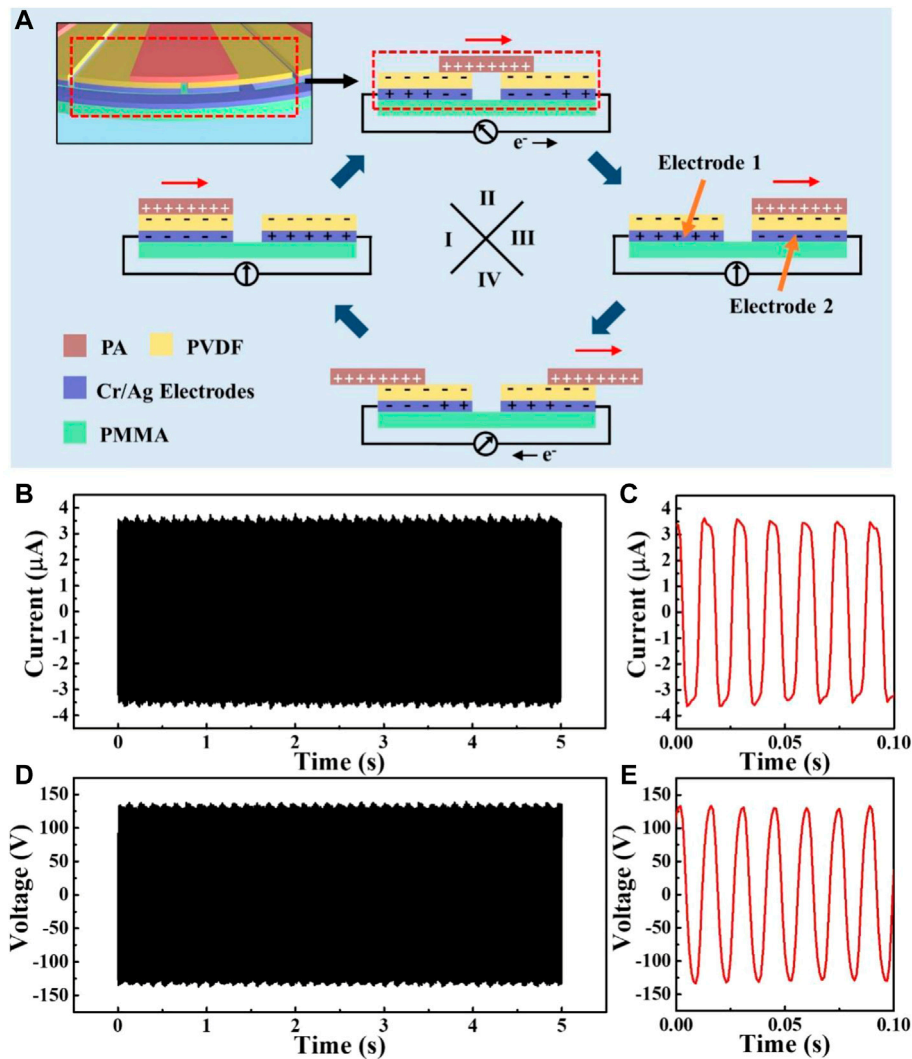 A
+ + + + + + + +
- - - - - - - -
+ + + - - - - - + +
e⁻ →
Electrode 1
+ + + + + + + +
- - - - - - - - - -
- - - - - + + + + +
II
I
III
IV
+ + + + + + + +
- - - - - - - - - -
+ + + + + - - - - -
Electrode 2
PA
PVDF
Cr/Ag Electrodes
PMMA
+ + + + + + + + + + + + + + + +
- - - - - - - - - -
- - - + + + + + - -
← e⁻
B
4
3
2
1
0
-1
-2
-3
-4
Current (μA)
0 1 2 3 4 5
Time (s)
C
4
3
2
1
0
-1
-2
-3
-4
Current (μA)
0.00 0.05 0.10
Time (s)
D
150
100
50
0
-50
-100
-150
Voltage (V)
0 1 2 3 4 5
Time (s)
E
150
100
50
0
-50
-100
-150
Voltage (V)
0.00 0.05 0.10
Time (s)